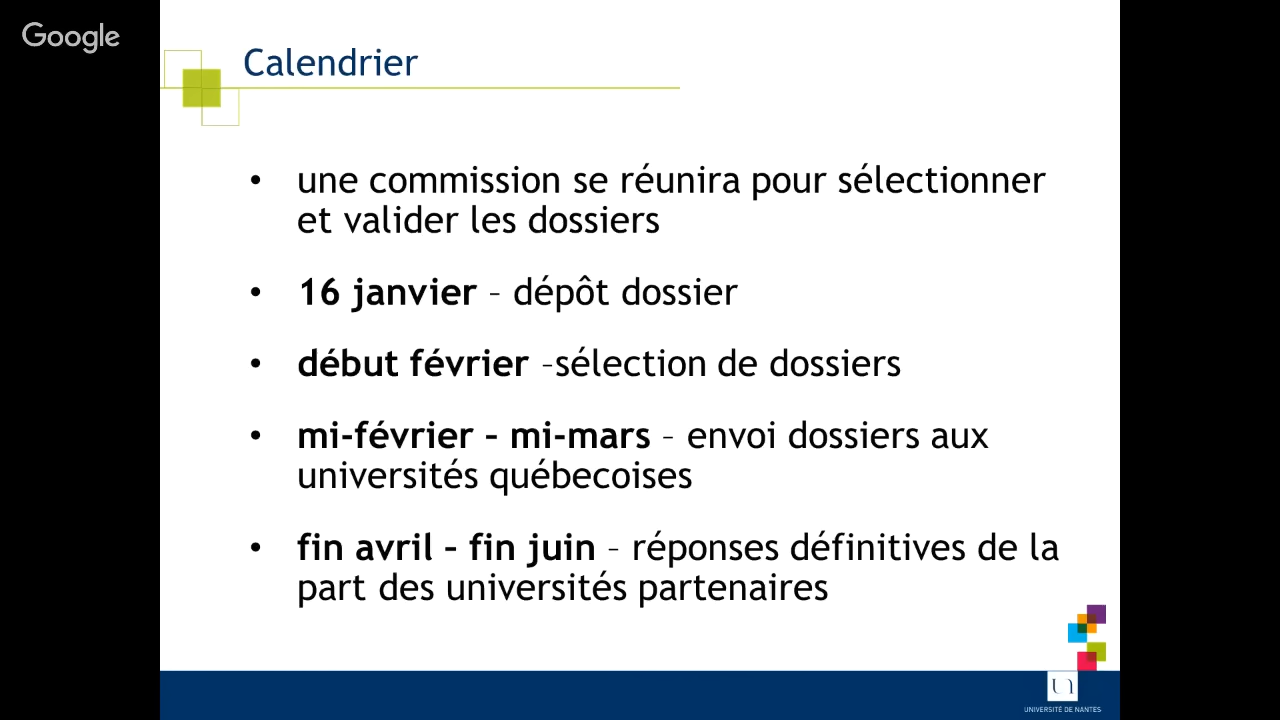 Google
Calendrier
• une commission se réunira pour sélectionner
et valider les dossiers
• 16 janvier – dépôt dossier
• début février –sélection de dossiers
• mi-février – mi-mars – envoi dossiers aux
universités québecoises
• fin avril – fin juin – réponses définitives de la
part des universités partenaires
UNIVERSITÉ DE NANTES